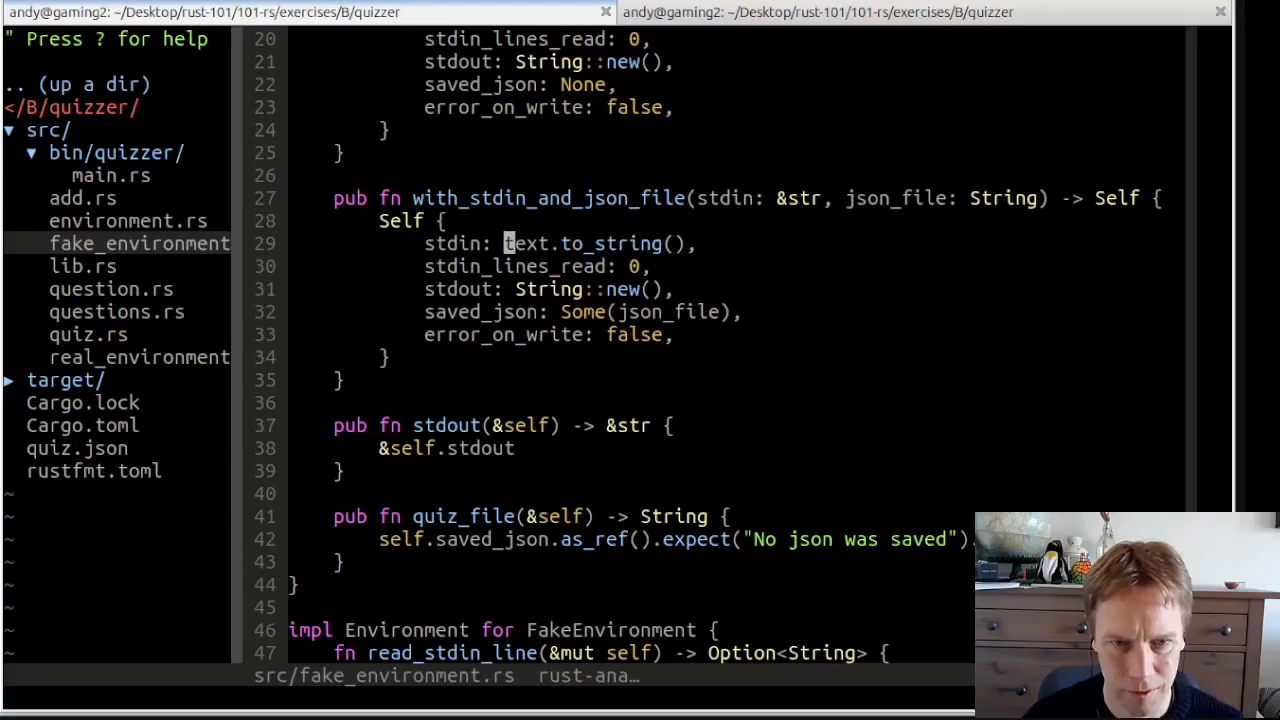 andy@gaming2: ~/Desktop/rust-101/101-rs/exercises/B/quizzer
andy@gaming2: ~/Desktop/rust-101/101-rs/exercises/B/quizzer
" Press ? for help
.. (up a dir)
</B/quizzer/
▼ src/
▼ bin/quizzer/
main.rs
add.rs
environment.rs
fake_environment
lib.rs
question.rs
questions.rs
quiz.rs
real_environment
▶ target/
Cargo.lock
Cargo.toml
quiz.json
rustfmt.toml
~
~
~
~
~
~
~
~
20 stdin_lines_read: 0,
21 stdout: String::new(),
22 saved_json: None,
23 error_on_write: false,
24 }
25 }
26
27 pub fn with_stdin_and_json_file(stdin: &str, json_file: String) -> Self {
28 Self {
29 stdin: text.to_string(),
30 stdin_lines_read: 0,
31 stdout: String::new(),
32 saved_json: Some(json_file),
33 error_on_write: false,
34 }
35 }
36
37 pub fn stdout(&self) -> &str {
38 &self.stdout
39 }
40
41 pub fn quiz_file(&self) -> String {
42 self.saved_json.as_ref().expect("No json was saved").
43 }
44 }
45
46 impl Environment for FakeEnvironment {
47 fn read_stdin_line(&mut self) -> Option<String> {
src/fake_environment.rs rust-ana…